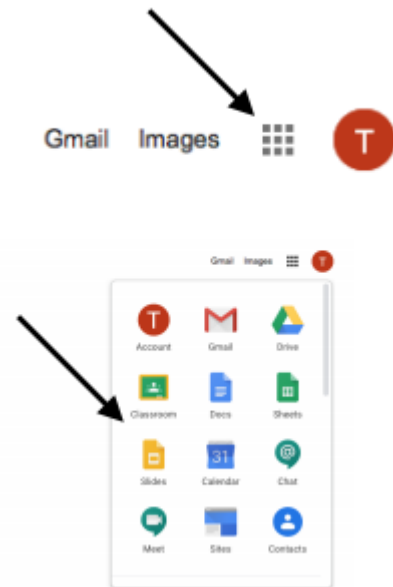 Gmail Images T
Gmail Images T
T
Account Gmail Drive
Classroom Docs Sheets
31
Slides Calendar Chat
Meet Sites Contacts